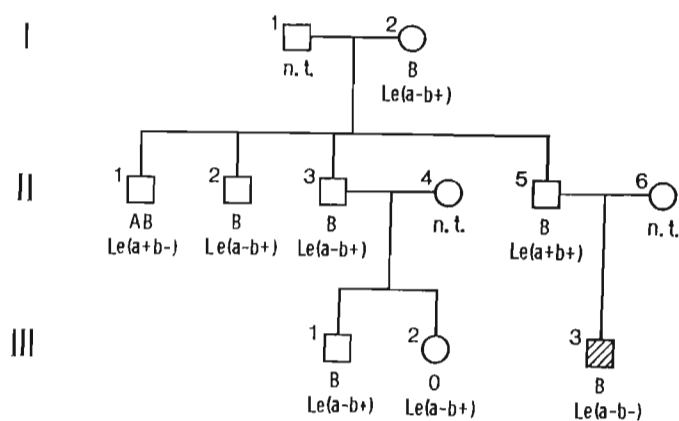 I
1
2
n. t.
B
Le(a-b+)
II
1
2
3
4
5
6
AB
B
B
n. t.
B
n. t.
Le(a+b-)
Le(a-b+)
Le(a-b+)
Le(a+b+)
III
1
2
3
B
O
B
Le(a-b+)
Le(a-b+)
Le(a-b-)